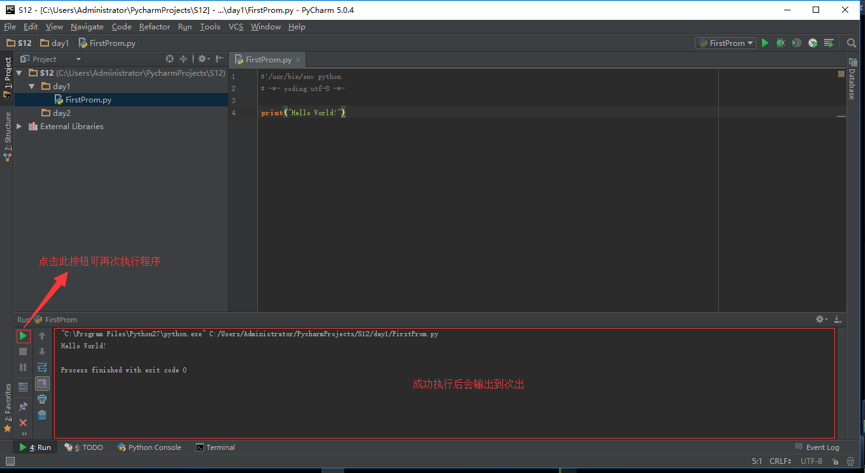 S12 - [C:\Users\Administrator\PycharmProjects\S12] - ...\day1\FirstProm.py - PyCharm 5.0.4
File Edit View Navigate Code Refactor Run Tools VCS Window Help
S12 day1 FirstProm.py
FirstProm
Project
FirstProm.py
1: Project
S12 (C:\Users\Administrator\PycharmProjects\S12)
day1
FirstProm.py
day2
External Libraries
7: Structure
Database
1 #!/usr/bin/env python
2 # -*- coding utf-8 -*-
3
4 print("Hello World!")
点击此按钮可再次执行程序
Run FirstProm
"C:\Program Files\Python27\python.exe" C:/Users/Administrator/PycharmProjects/S12/day1/FirstProm.py
Hello World!
Process finished with exit code 0
成功执行后会输出到次出
2: Favorites
4: Run 6: TODO Python Console Terminal Event Log
5:1 CRLF UTF-8